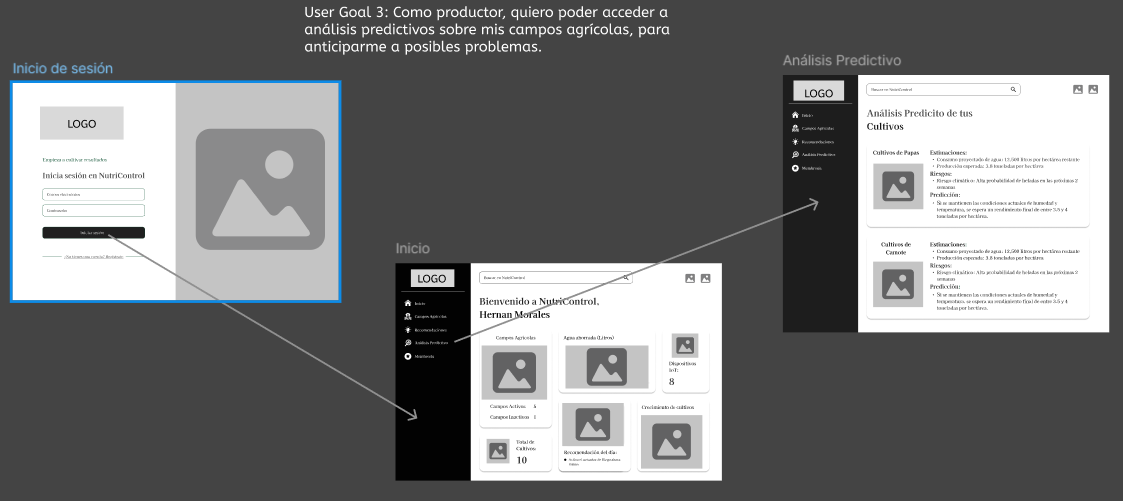 User Goal 3: Como productor, quiero poder acceder a
análisis predictivos sobre mis campos agrícolas, para
anticiparme a posibles problemas.
Inicio de sesión
LOGO
Empieza a cultivar resultados
Inicia sesión en NutriControl
Correo electrónico
Contraseña
Iniciar sesión
¿No tienes una cuenta? Regístrate
Inicio
LOGO
Inicio
Campos Agrícolas
Recomendaciones
Análisis Predictivo
Membresía
Buscar en NutriControl
Bienvenido a NutriControl,
Hernan Morales
Campos Agrícolas
Campos Activos
Campos Inactivos 1
Total de
Cultivos:
10
Agua ahorrada (Litros)
Recomendación del día:
Dispositivos
IoT:
8
Crecimiento de cultivos
Análisis Predictivo
LOGO
Inicio
Campos Agrícolas
Recomendaciones
Análisis Predictivo
Membresía
Buscar en NutriControl
Análisis Predicito de tus
Cultivos
Cultivos de Papas
Estimaciones:
• Consumo proyectado de agua: 12,500 litros por hectárea restante
• Producción esperada: 3.8 toneladas por hectárea
Riesgos:
• Riesgo climático: Alta probabilidad de heladas en las próximas 2
semanas
Predicción:
• Si se mantienen las condiciones actuales de humedad y
temperatura, se espera un rendimiento final de entre 3.5 y 4
toneladas por hectárea.
Cultivos de
Camote
Estimaciones:
• Consumo proyectado de agua: 12,500 litros por hectárea restante
• Producción esperada: 3.8 toneladas por hectárea
Riesgos:
• Riesgo climático: Alta probabilidad de heladas en las próximas 2
semanas
Predicción:
• Si se mantienen las condiciones actuales de humedad y
temperatura, se espera un rendimiento final de entre 3.5 y 4
toneladas por hectárea.